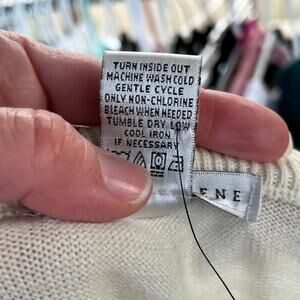 TURN INSIDE OUT
MACHINE WASH COLD
GENTLE CYCLE
ONLY NON-CHLORINE
BLEACH WHEN NEEDED
TUMBLE DRY LOW
COOL IRON
IF NECESSARY
ENE